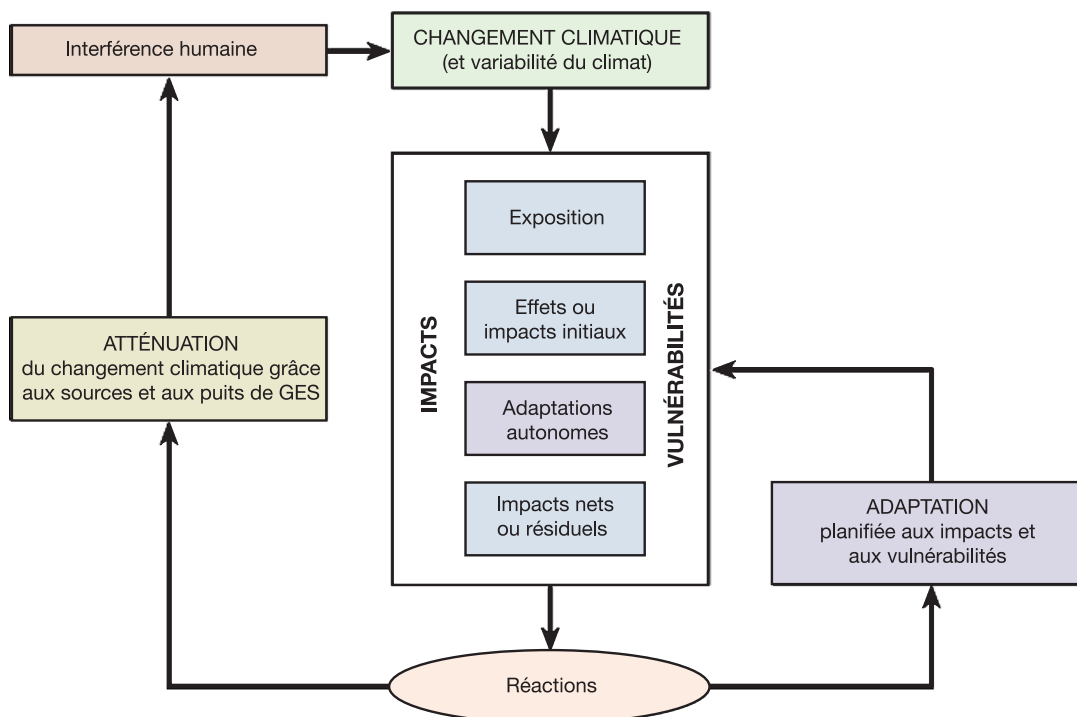 Interférence humaine
CHANGEMENT CLIMATIQUE
(et variabilité du climat)
IMPACTS
Exposition
Effets ou
impacts initiaux
Adaptations
autonomes
Impacts nets
ou résiduels
VULNÉRABILITÉS
ATTÉNUATION
du changement climatique grâce
aux sources et aux puits de GES
ADAPTATION
planifiée aux impacts et
aux vulnérabilités
Réactions